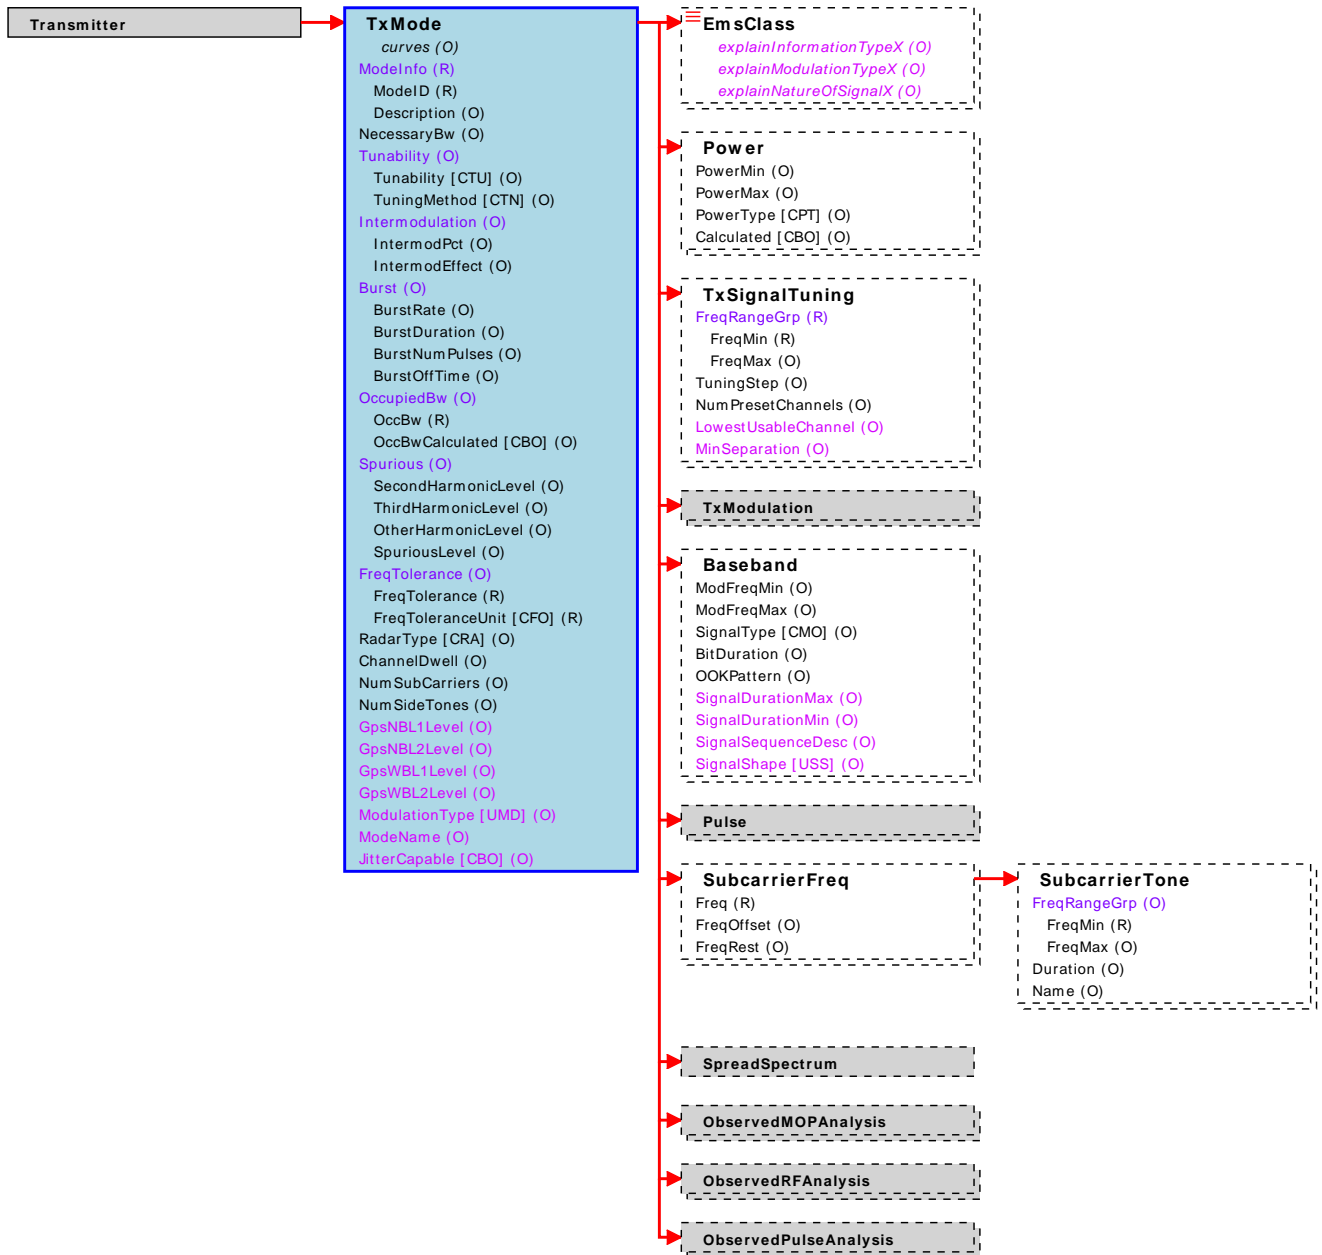 Transmitter
TxMode
curves (O)
ModeInfo (R)
ModeID (R)
Description (O)
NecessaryBw (O)
Tunability (O)
Tunability [CTU] (O)
TuningMethod [CTN] (O)
Intermodulation (O)
IntermodPct (O)
IntermodEffect (O)
Burst (O)
BurstRate (O)
BurstDuration (O)
BurstNumPulses (O)
BurstOffTime (O)
OccupiedBw (O)
OccBw (R)
OccBwCalculated [CBO] (O)
Spurious (O)
SecondHarmonicLevel (O)
ThirdHarmonicLevel (O)
OtherHarmonicLevel (O)
SpuriousLevel (O)
FreqTolerance (O)
FreqTolerance (R)
FreqToleranceUnit [CFO] (R)
RadarType [CRA] (O)
ChannelDwell (O)
NumSubCarriers (O)
NumSideTones (O)
GpsNBL1Level (O)
GpsNBL2Level (O)
GpsWBL1Level (O)
GpsWBL2Level (O)
ModulationType [UMD] (O)
ModeName (O)
JitterCapable [CBO] (O)
EmsClass
explainInformationTypeX (O)
explainModulationTypeX (O)
explainNatureOfSignalX (O)
Power
PowerMin (O)
PowerMax (O)
PowerType [CPT] (O)
Calculated [CBO] (O)
TxSignalTuning
FreqRangeGrp (R)
FreqMin (R)
FreqMax (O)
TuningStep (O)
NumPresetChannels (O)
LowestUsableChannel (O)
MinSeparation (O)
TxModulation
Baseband
ModFreqMin (O)
ModFreqMax (O)
SignalType [CMO] (O)
BitDuration (O)
OOKPattern (O)
SignalDurationMax (O)
SignalDurationMin (O)
SignalSequenceDesc (O)
SignalShape [USS] (O)
Pulse
SubcarrierFreq
Freq (R)
FreqOffset (O)
FreqRest (O)
SubcarrierTone
FreqRangeGrp (O)
FreqMin (R)
FreqMax (O)
Duration (O)
Name (O)
SpreadSpectrum
ObservedMOPAnalysis
ObservedRFAnalysis
ObservedPulseAnalysis